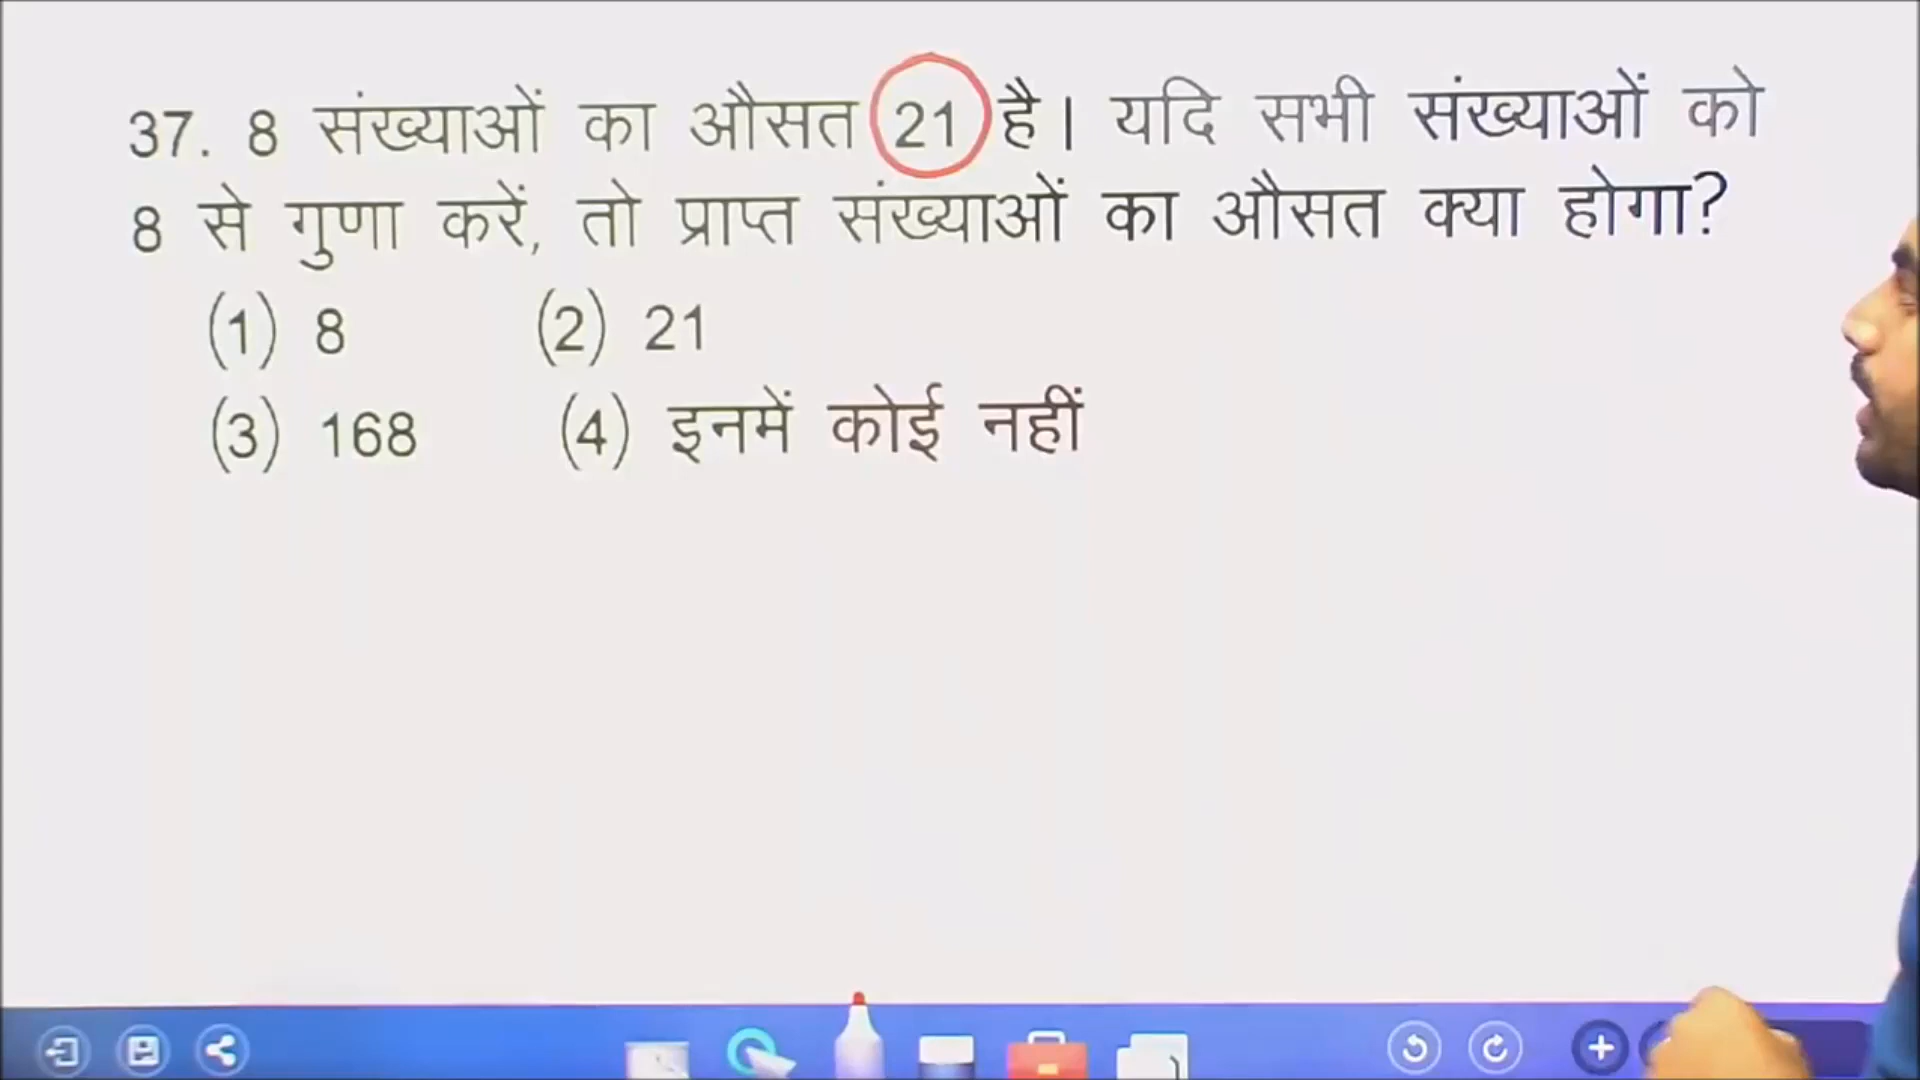 37. 8 संख्याओं का औसत 21 है। यदि सभी संख्याओं को
8 से गुणा करें, तो प्राप्त संख्याओं का औसत क्या होगा?
(1) 8 (2) 21
(3) 168 (4) इनमें कोई नहीं